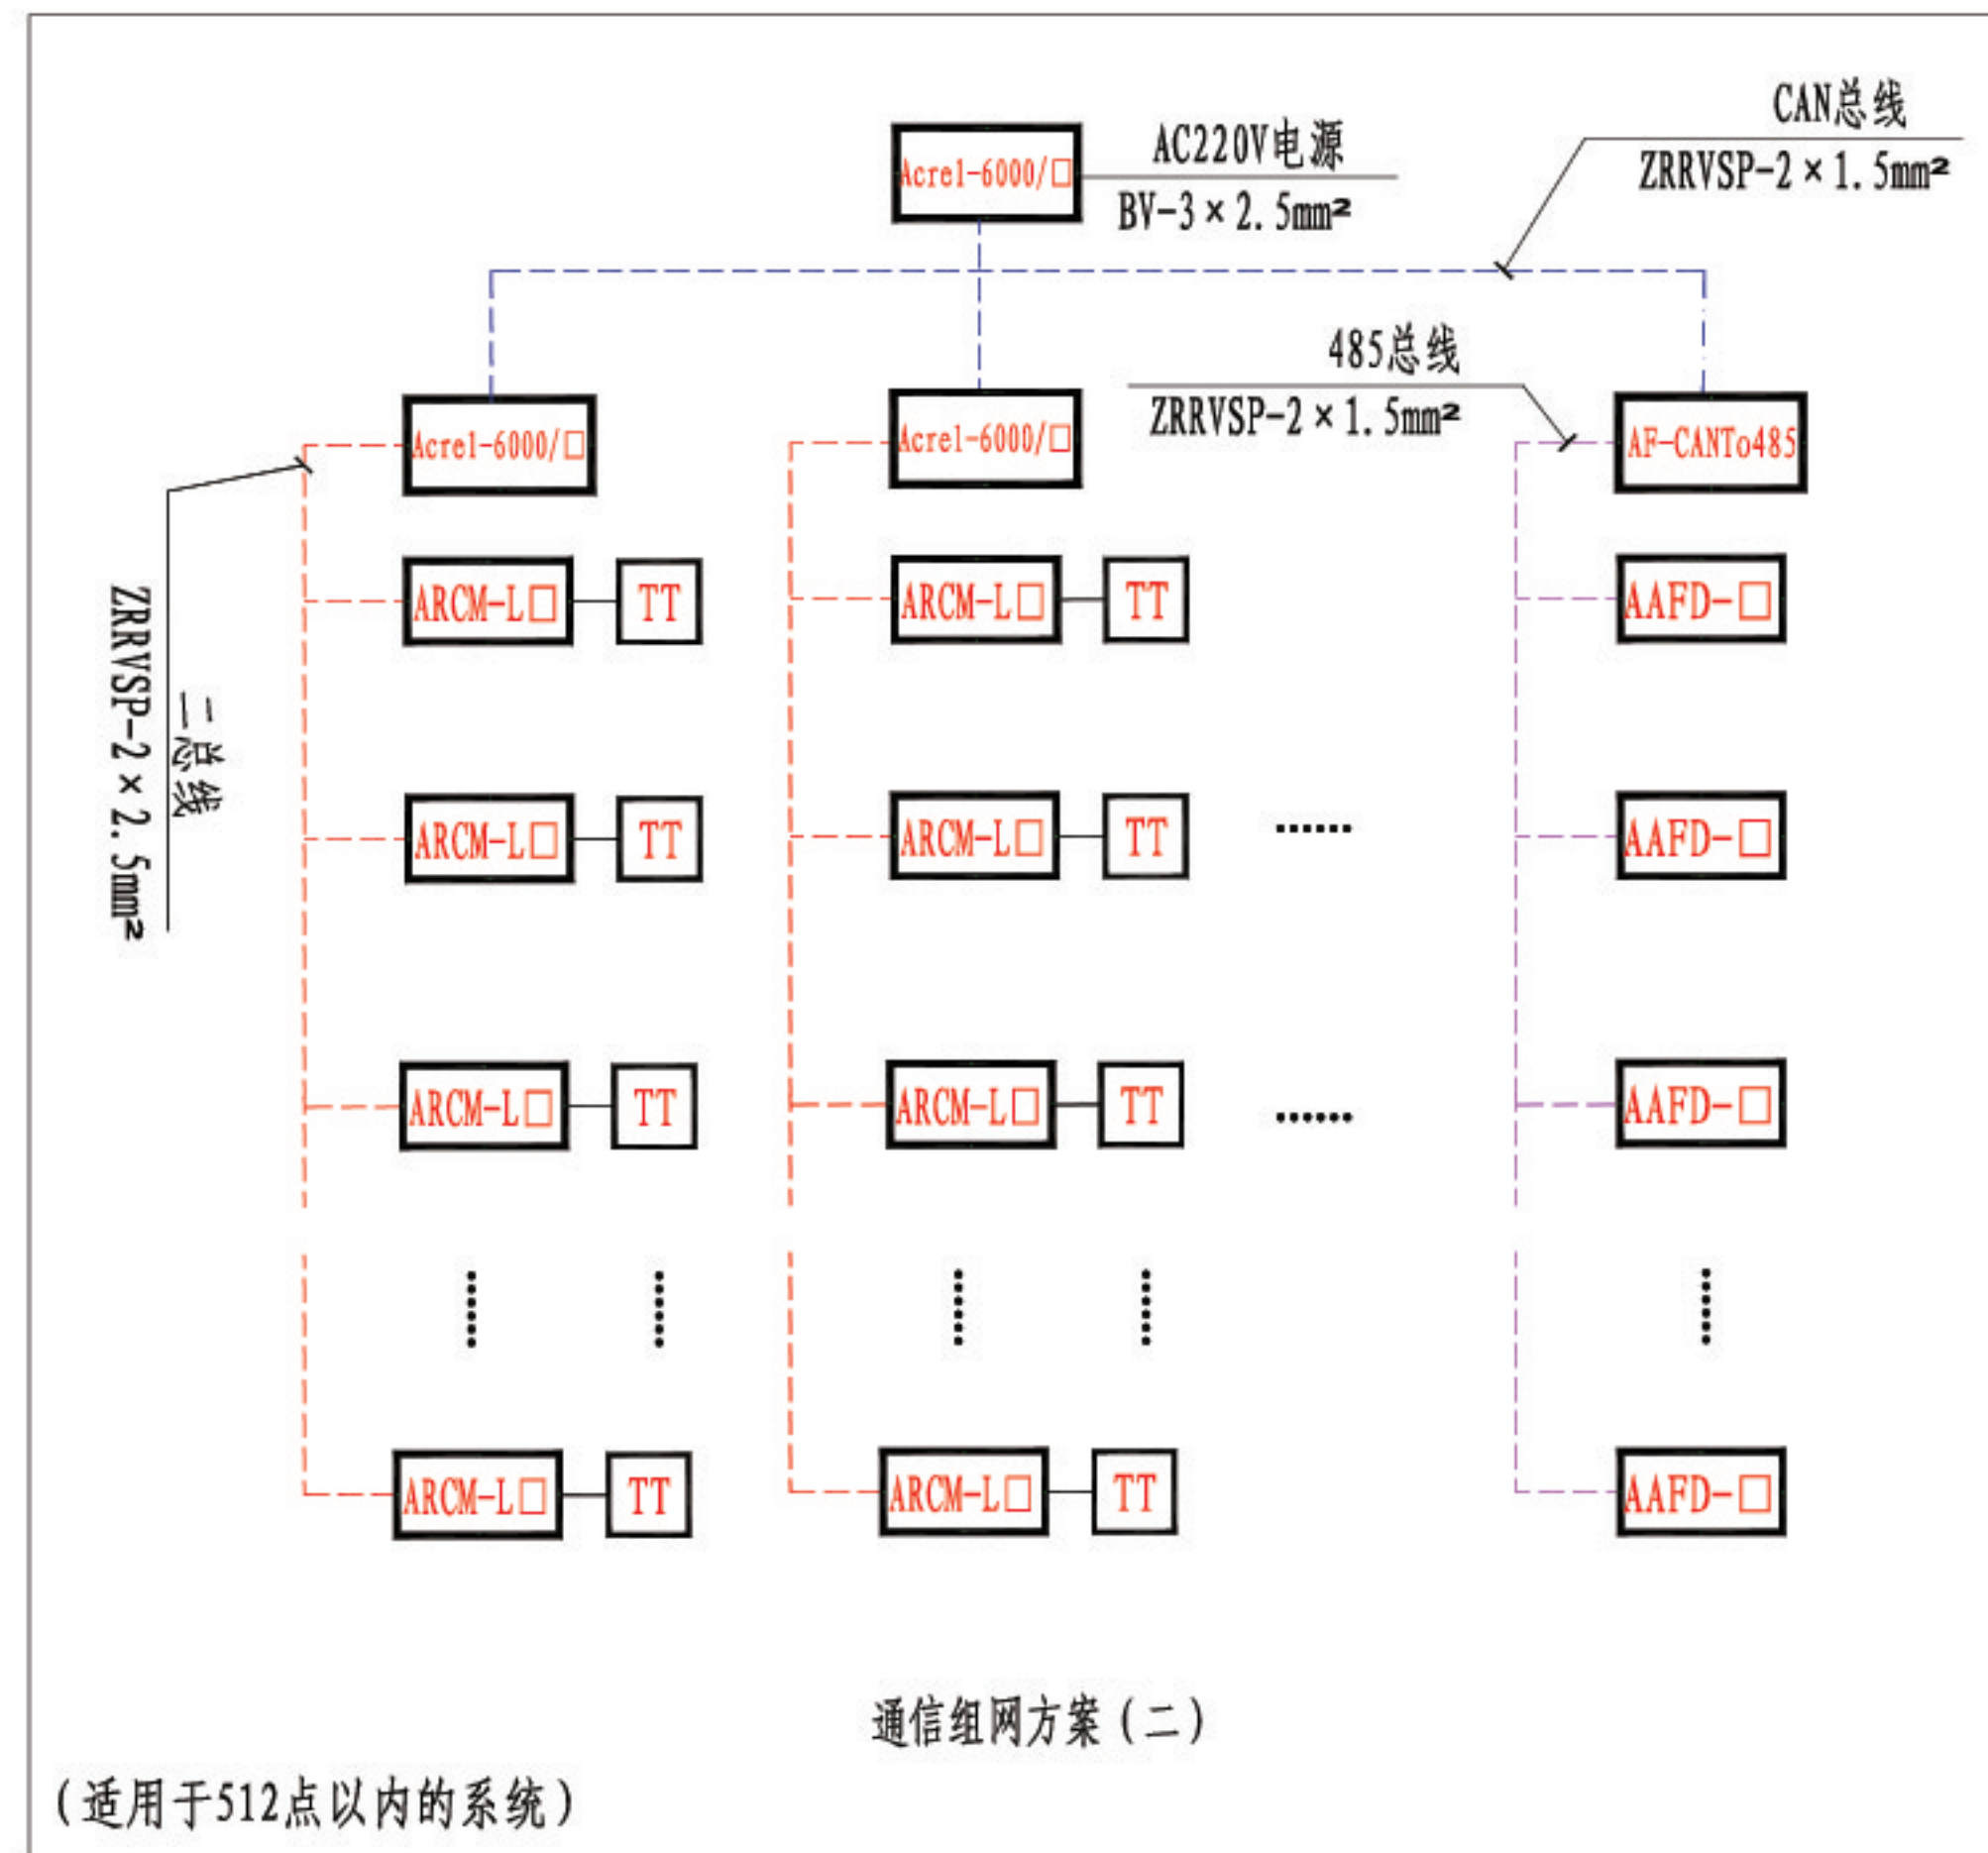 CAN总线
AC220V电源
ZRRVSP-2×1.5mm²
Acrel-6000/□
BV-3×2.5mm²
485总线
ZRRVSP-2×1.5mm²
Acrel-6000/□
Acrel-6000/□
AF-CANTo485
二总线
ZRRVSP-2×2.5mm²
ARCM-L□
TT
ARCM-L□
TT
AAFD-□
ARCM-L□
TT
ARCM-L□
TT
......
AAFD-□
ARCM-L□
TT
ARCM-L□
TT
......
AAFD-□
......
......
......
......
......
ARCM-L□
TT
ARCM-L□
TT
AAFD-□
通信组网方案(二)
(适用于512点以内的系统)